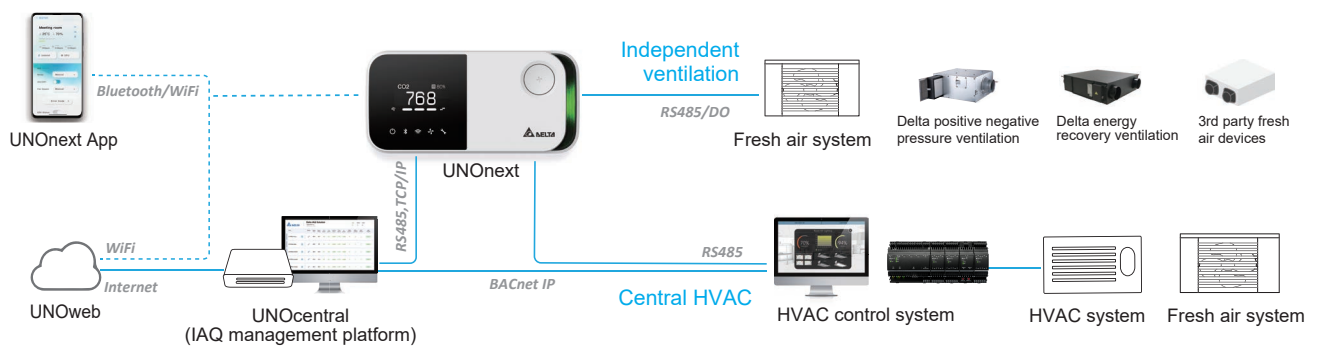 Meeting room
UNOnext App
Bluetooth/WiFi
CO2
768
DELTA
UNOnext
Independent
ventilation
RS485/DO
Fresh air system
Delta positive negative
pressure ventilation
Delta energy
recovery ventilation
3rd party fresh
air devices
RS485,TCP/IP
WiFi
Internet
UNOweb
UNOcentral
(IAQ management platform)
RS485
BACnet IP
Central HVAC
HVAC control system
HVAC system
Fresh air system